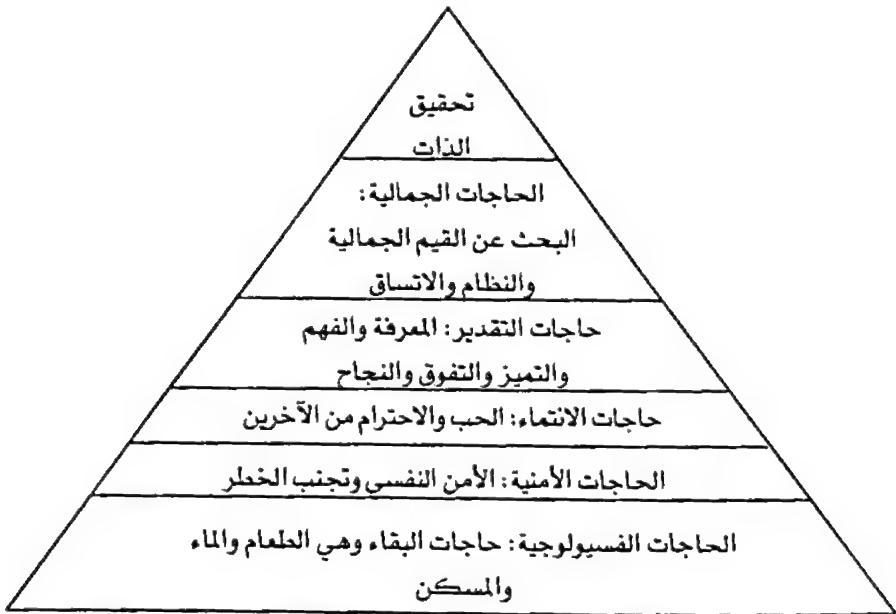 تحقيق
الذات
الحاجات الجمالية:
البحث عن القيم الجمالية
والنظام والاتساق
حاجات التقدير: المعرفة والفهم
والتميز والتفوق والنجاح
حاجات الانتماء: الحب والاحترام من الآخرين
الحاجات الأمنية: الأمن النفسي وتجنب الخطر
الحاجات الفسيولوجية: حاجات البقاء وهي الطعام والماء
والمسكن